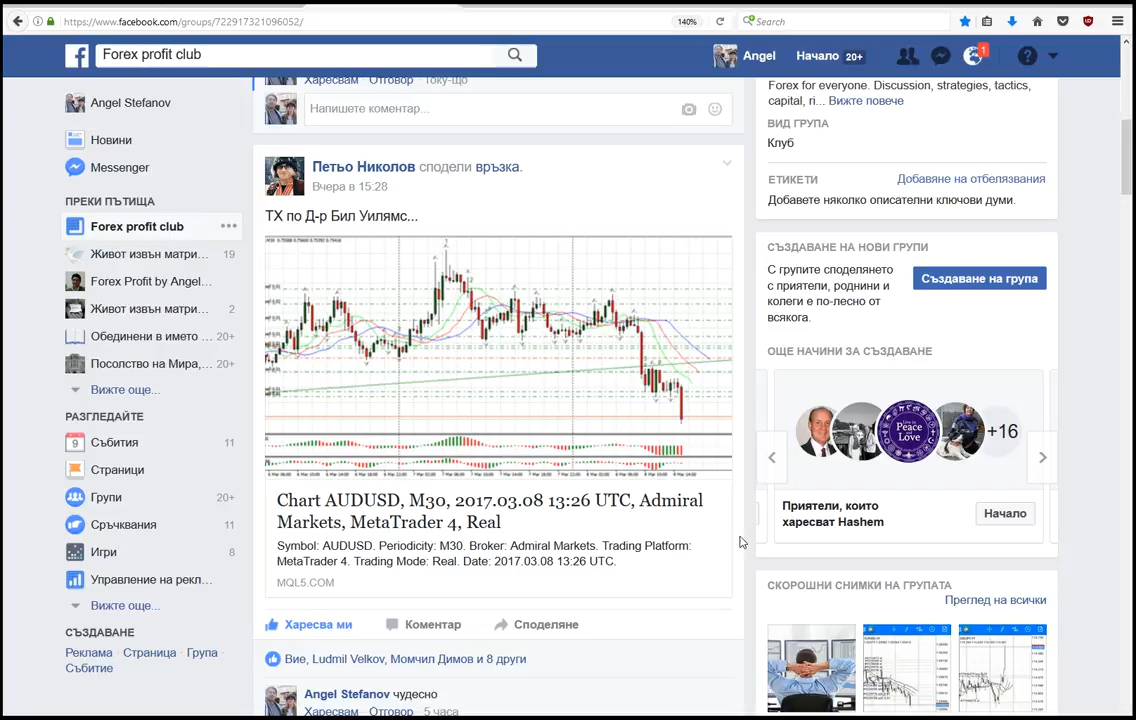 https://www.facebook.com/groups/722917321096052/
140%
Search
Forex profit club
Angel
Начало 20+
1
Angel Stefanov
Новини
Messenger
ПРЕКИ ПЪТИЩА
Forex profit club
Живот извън матри... 19
Forex Profit by Angel...
Живот извън матри... 2
Обединени в името ... 20+
Посолство на Мира,... 20+
Вижте още...
РАЗГЛЕДАЙТЕ
9
Събития 11
Страници
Групи 20+
Сръчквания 11
Игри 8
Управление на рекл...
Вижте още...
СЪЗДАВАНЕ
Реклама · Страница · Група ·
Събитие
Харесвам · Отговор · Току-що
Напишете коментар...
Петьо Николов сподели връзка.
Вчера в 15:28
ТХ по Д-р Бил Уилямс...
Chart AUDUSD, M30, 2017.03.08 13:26 UTC, Admiral
Markets, MetaTrader 4, Real
Symbol: AUDUSD. Periodicity: M30. Broker: Admiral Markets. Trading Platform:
MetaTrader 4. Trading Mode: Real. Date: 2017.03.08 13:26 UTC.
MQL5.COM
Харесва ми
Коментар
Споделяне
Вие, Ludmil Velkov, Момчил Димов и 8 други
Angel Stefanov чудесно
Харесвам · Отговор · 5 часа
Forex for everyone. Discussion, strategies, tactics,
capital, ri... Вижте повече
ВИД ГРУПА
Клуб
ЕТИКЕТИ
Добавяне на отбелязвания
Добавете няколко описателни ключови думи.
СЪЗДАВАНЕ НА НОВИ ГРУПИ
С групите споделянето
с приятели, роднини и
колеги е по-лесно от
всякога.
Създаване на група
ОЩЕ НАЧИНИ ЗА СЪЗДАВАНЕ
Peace
Love
+16
Приятели, които
харесват Hashem
Начало
СКОРОШНИ СНИМКИ НА ГРУПАТА
Преглед на всички